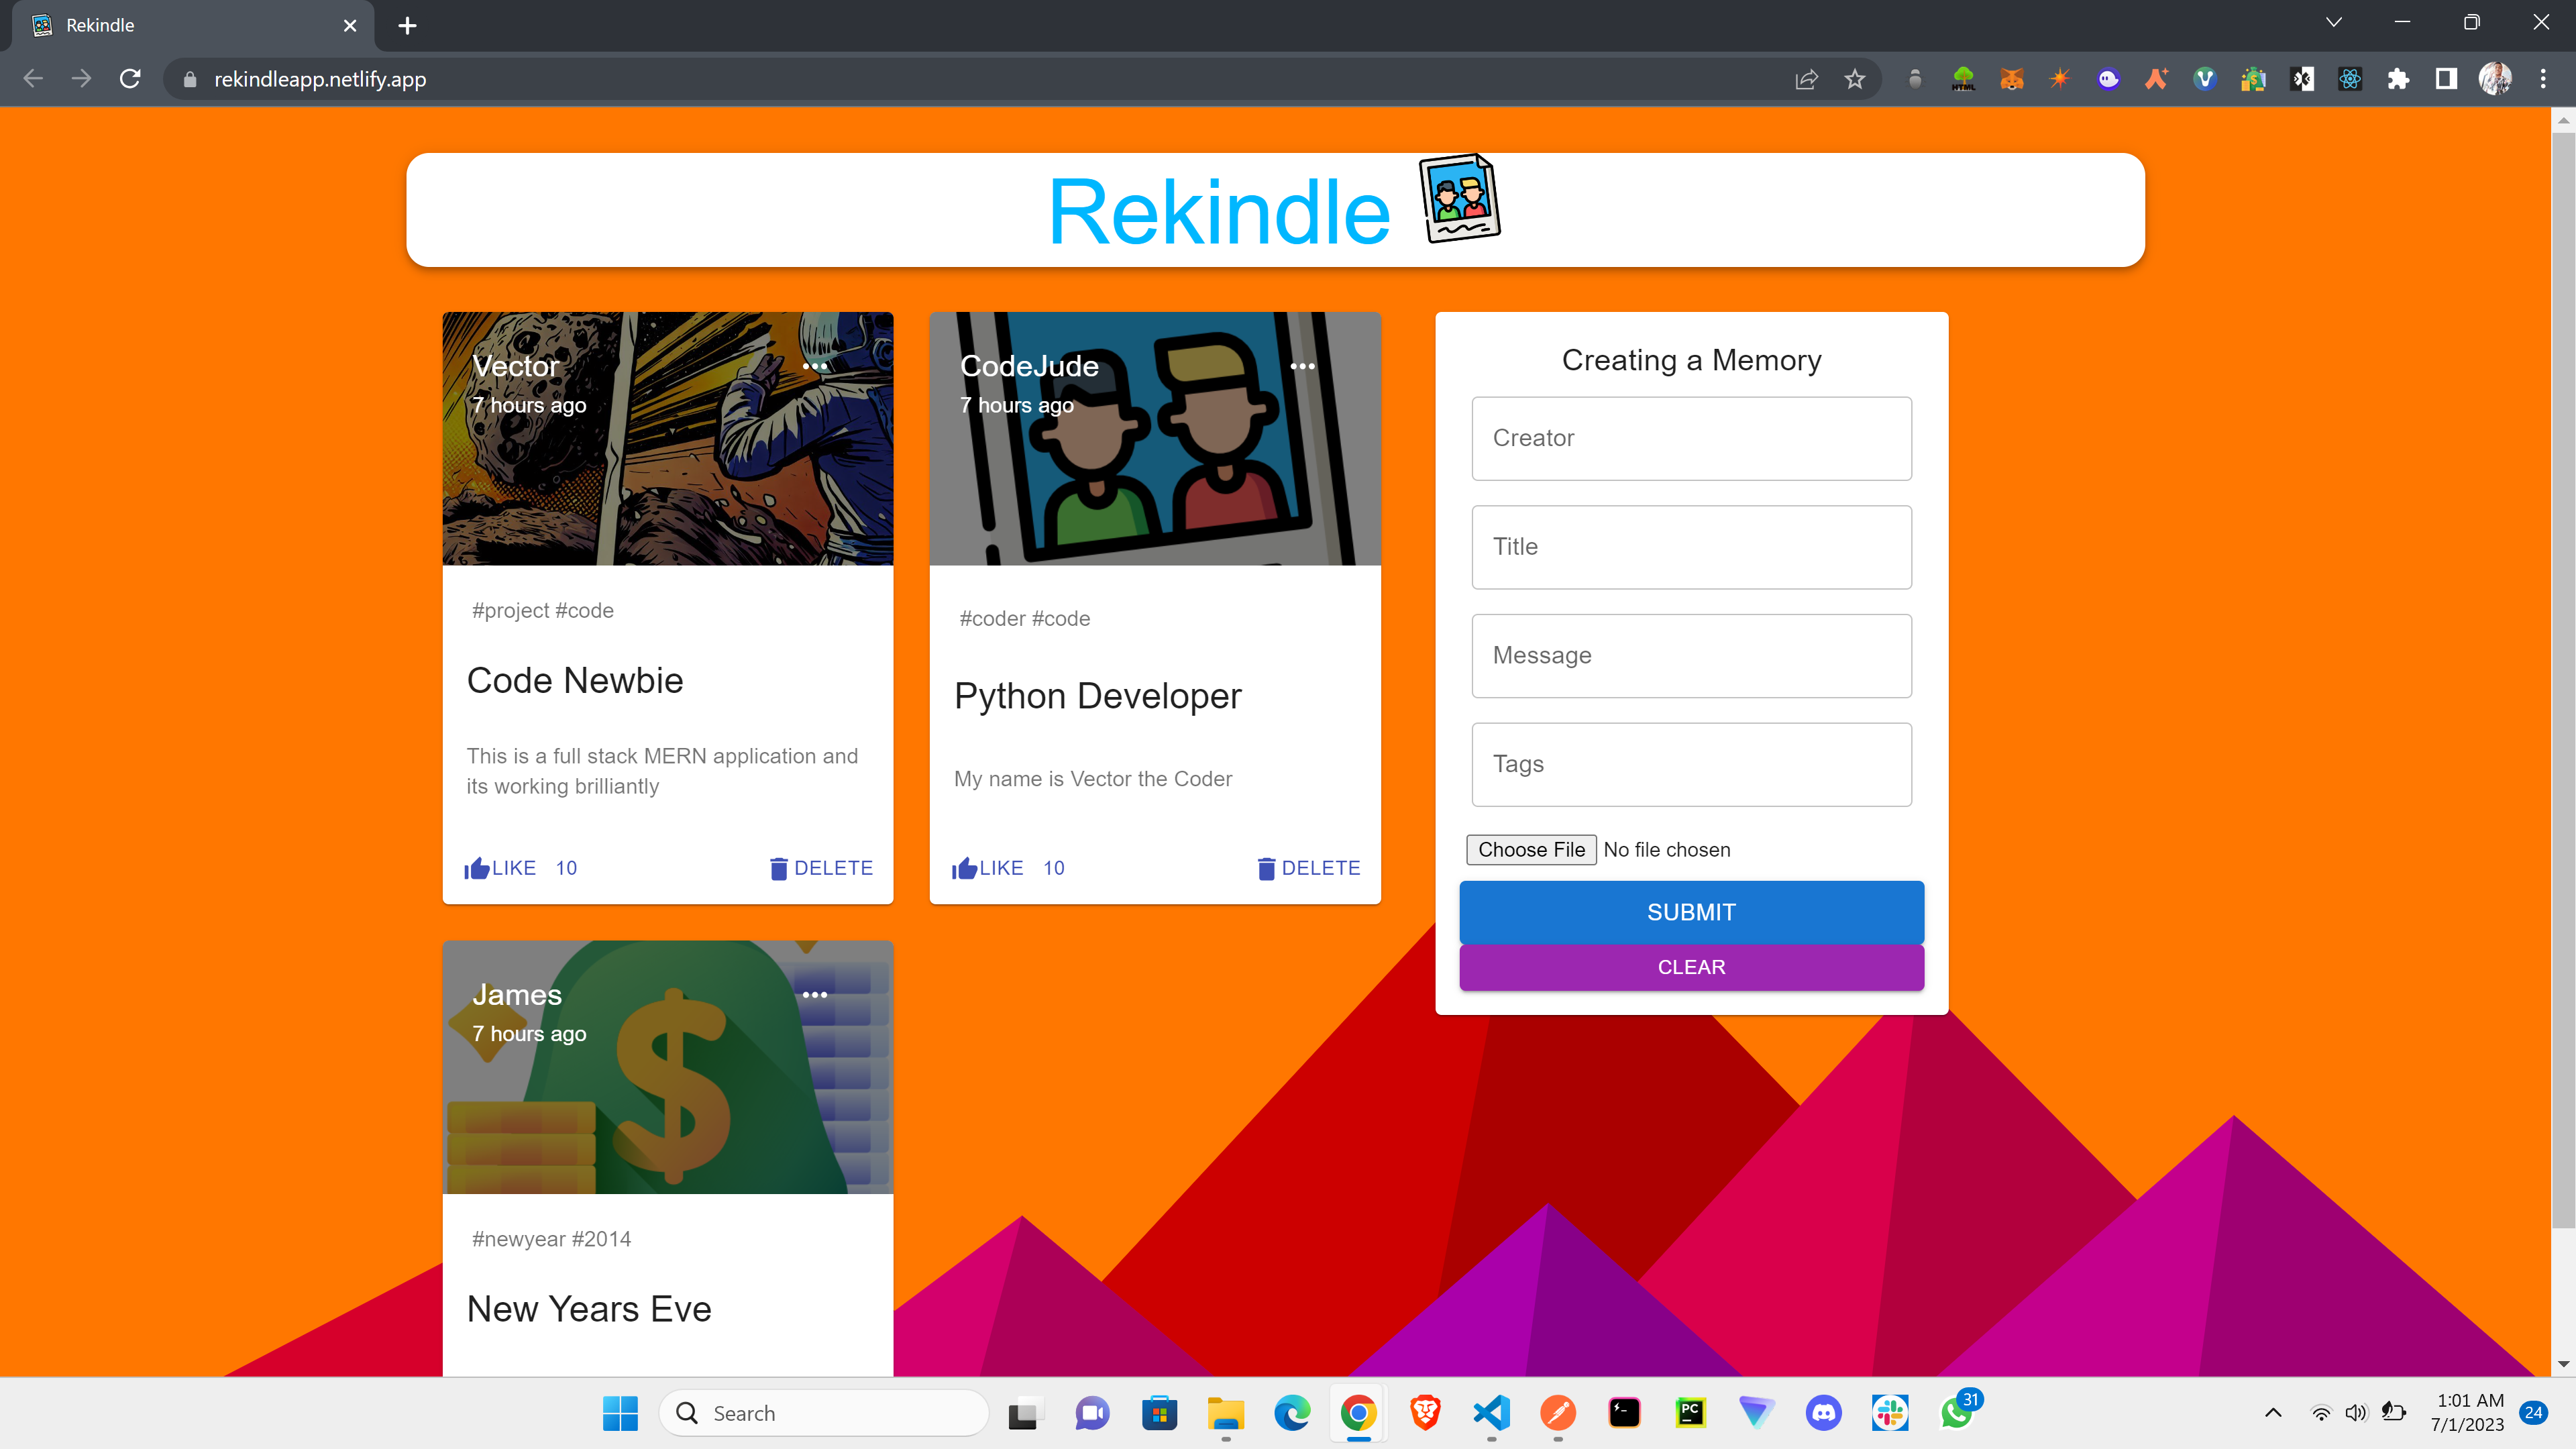 Rekindle
rekindleapp.netlify.app
HTML
Rekindle
Vector
7 hours ago
#project #code
Code Newbie
This is a full stack MERN application and
its working brilliantly
LIKE 10
DELETE
CodeJude
7 hours ago
#coder #code
Python Developer
My name is Vector the Coder
LIKE 10
DELETE
James
7 hours ago
#newyear #2014
New Years Eve
Creating a Memory
Creator
Title
Message
Tags
Choose File No file chosen
SUBMIT
CLEAR
Search
PC
31
1:01 AM
7/1/2023
24